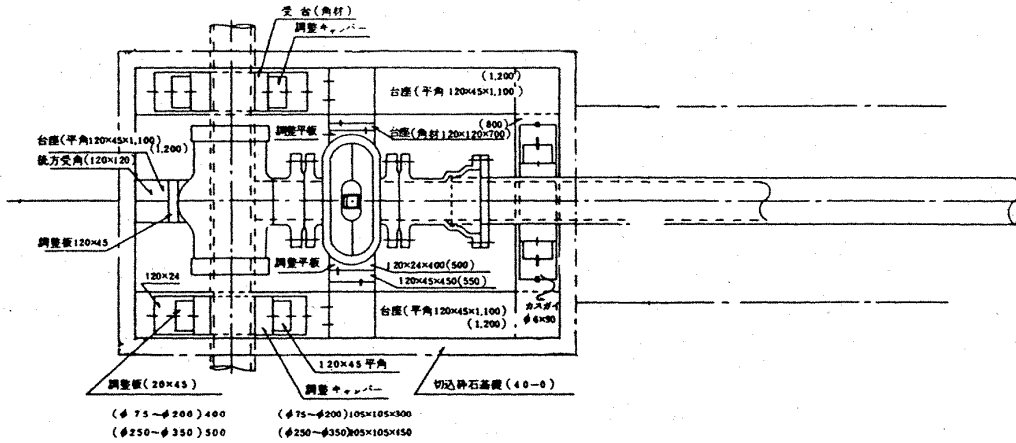 受台(角材)
調整キャンバー
(1,200)
台座(平角 120×45×1,100)
(800)
台座(角材120×120×700)
調整平板
台座(平角120×45×1,100)
(1,200)
後方受角(120×120)
調整板120×45
調整平板
120×24×400(500)
120×45×450(550)
120×24
台座(平角120×45×1,100)
(1,200)
カスガイ
φ6×90
120×45平角
調整板(20×45)
調整キャンバー
切込砕石基礎(40-0)
(φ75~φ200)400
(φ75~φ200)105×105×300
(φ250~φ350)500
(φ250~φ350)105×105×450